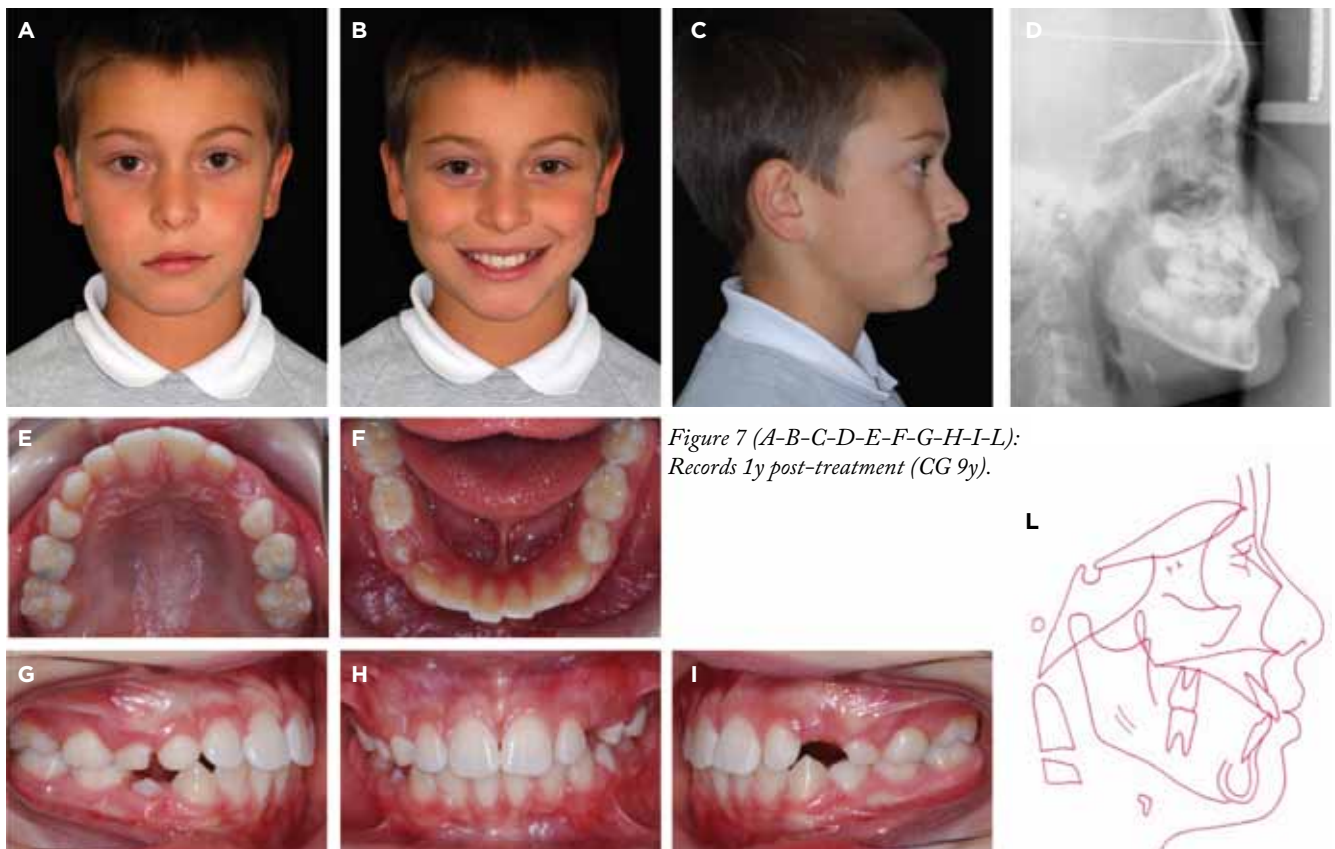 A
B
C
D
E
F
Figure 7 (A-B-C-D-E-F-G-H-I-L):
Records 1y post-treatment (CG 9y).
L
G
H
I